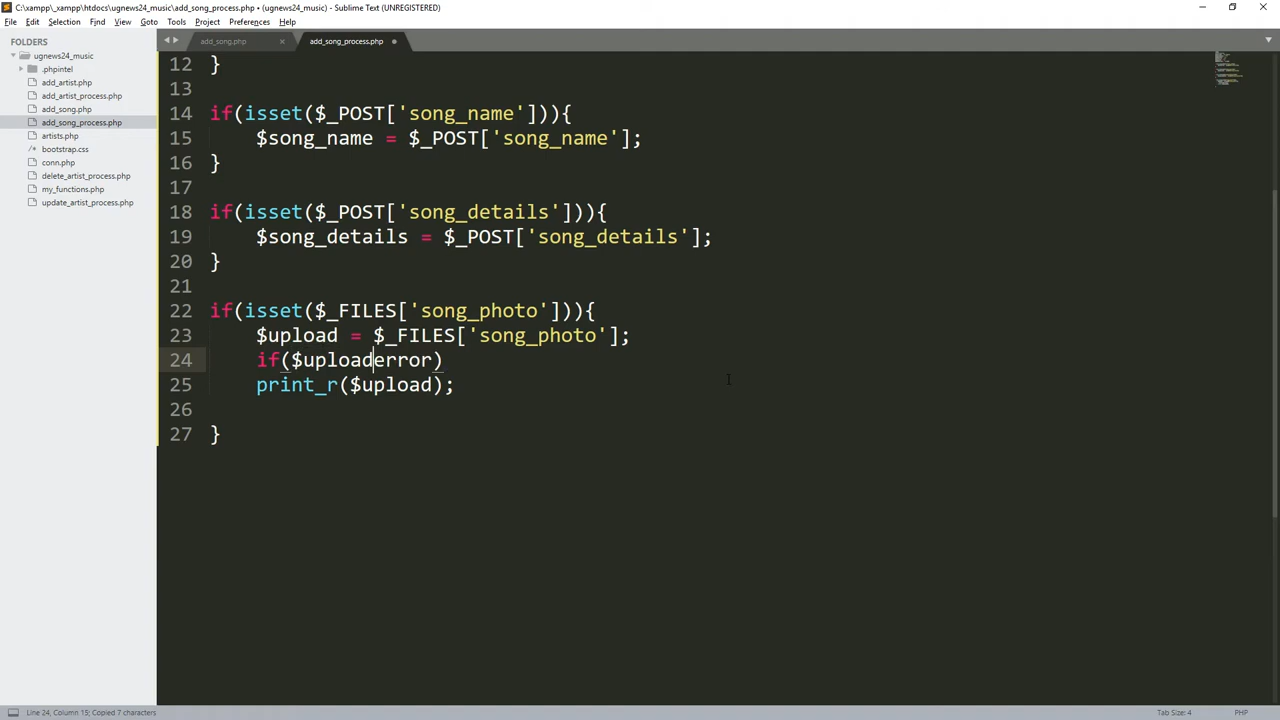 C:\xampp\_xampp\htdocs\ugnews24_music\add_song_process.php • (ugnews24_music) - Sublime Text (UNREGISTERED)
File Edit Selection Find View Goto Tools Project Preferences Help
FOLDERS
ugnews24_music
.phpintel
add_artist.php
add_artist_process.php
add_song.php
add_song_process.php
artists.php
bootstrap.css
conn.php
delete_artist_process.php
my_functions.php
update_artist_process.php
add_song.php
add_song_process.php
12 }
13
14 if(isset($_POST['song_name'])){
15 $song_name = $_POST['song_name'];
16 }
17
18 if(isset($_POST['song_details'])){
19 $song_details = $_POST['song_details'];
20 }
21
22 if(isset($_FILES['song_photo'])){
23 $upload = $_FILES['song_photo'];
24 if($uploaderror)
25 print_r($upload);
26
27 }
Line 24, Column 15; Copied 7 characters
Tab Size: 4
PHP